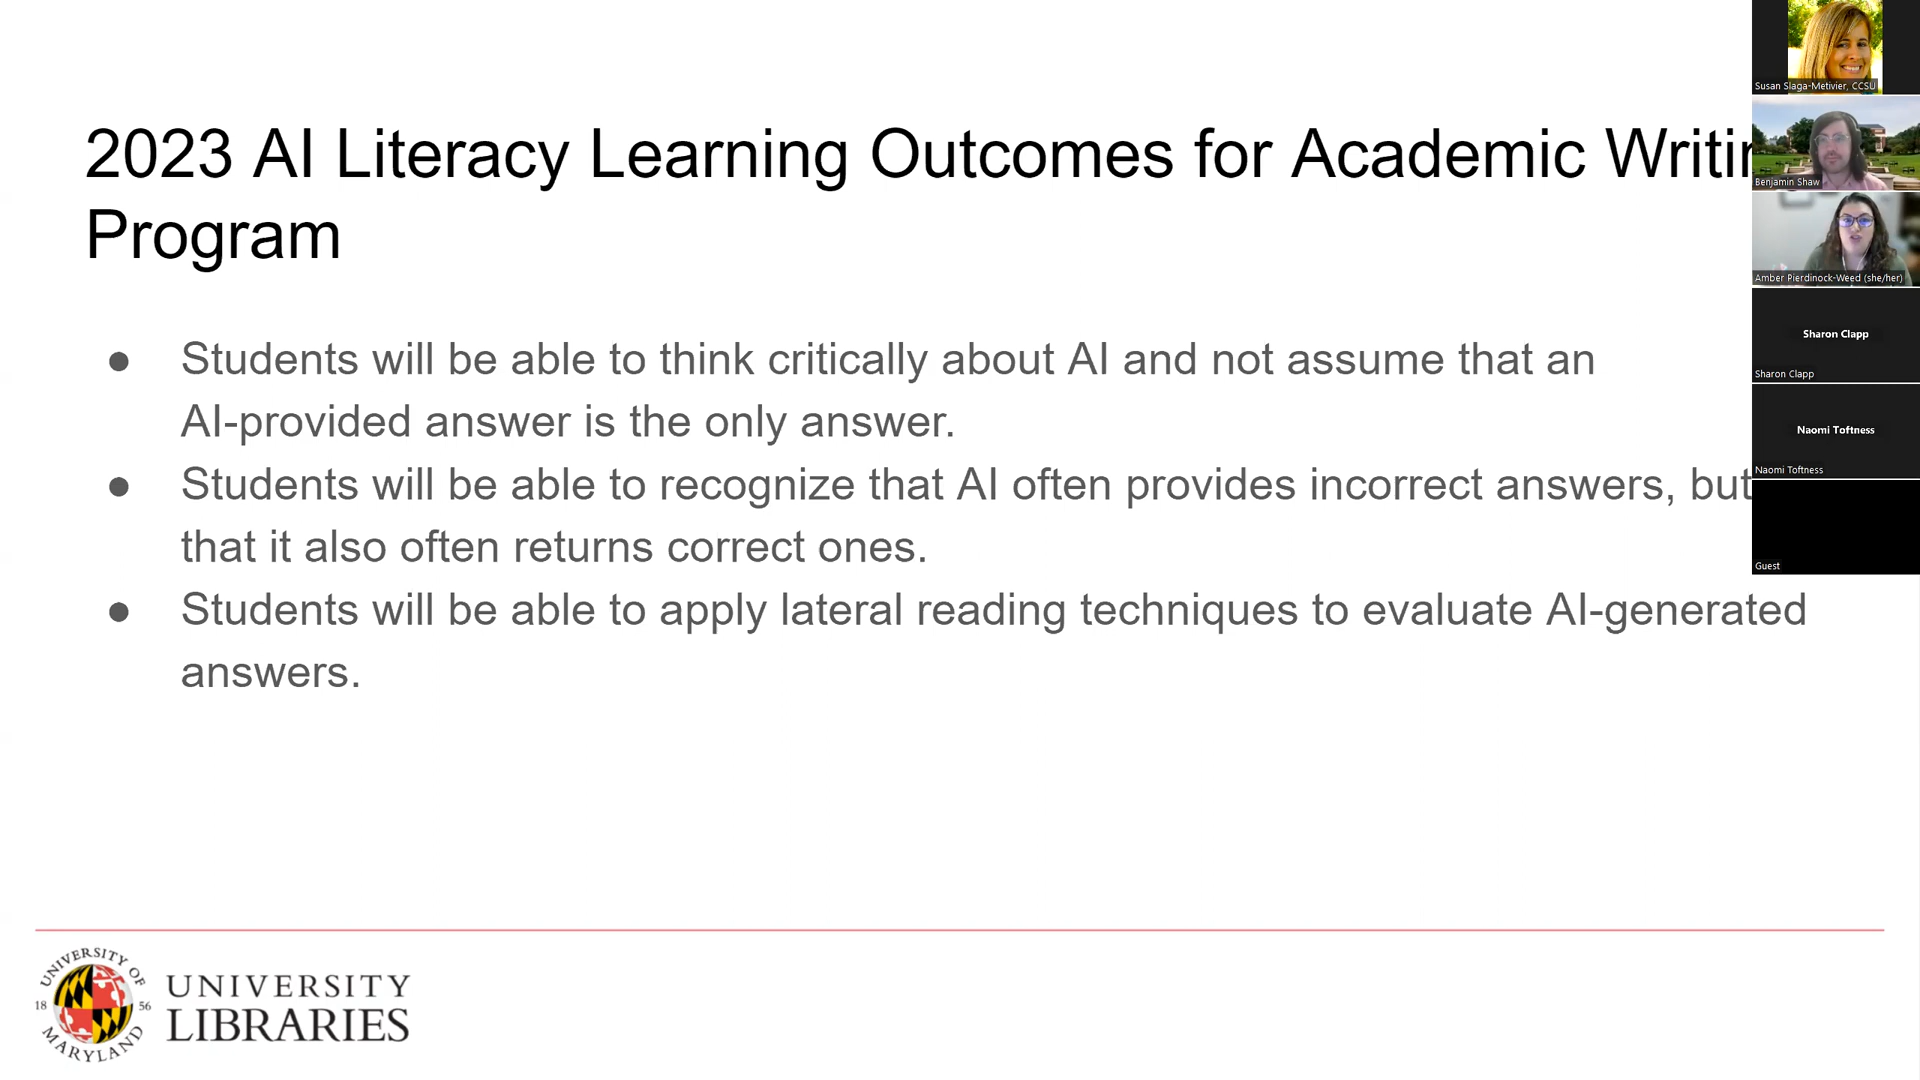 2023 AI Literacy Learning Outcomes for Academic
Program
● Students will be able to think critically about AI and not assume that an
AI-provided answer is the only answer.
● Students will be able to recognize that AI often provides incorrect answers, but
that it also often returns correct ones.
● Students will be able to apply lateral reading techniques to evaluate AI-generated
answers.
UNIVERSITY OF
18 56
MARYLAND
UNIVERSITY
LIBRARIES
Susan Slaga-Metivier, CCSU
Benjamin Shaw
Amber Pierdinock-Weed (she/her)
Sharon Clapp
Sharon Clapp
Naomi Toftness
Naomi Toftness
Guest